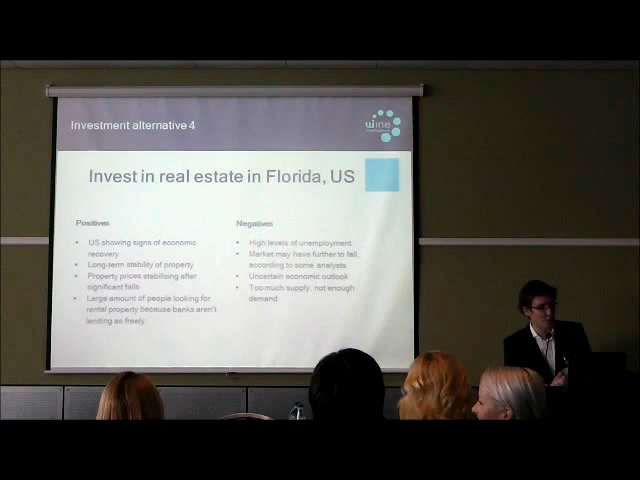 Investment alternative 4
wine
Invest in real estate in Florida, US
Positives
• US showing signs of economic
recovery
• Long-term stability of property
• Property prices stabilising after
significant falls
• Large amount of people looking for
rental property because banks aren't
lending as freely
Negatives
• High levels of unemployment
• Market may have further to fall,
according to some analysts
• Uncertain economic outlook
• Too much supply, not enough
demand